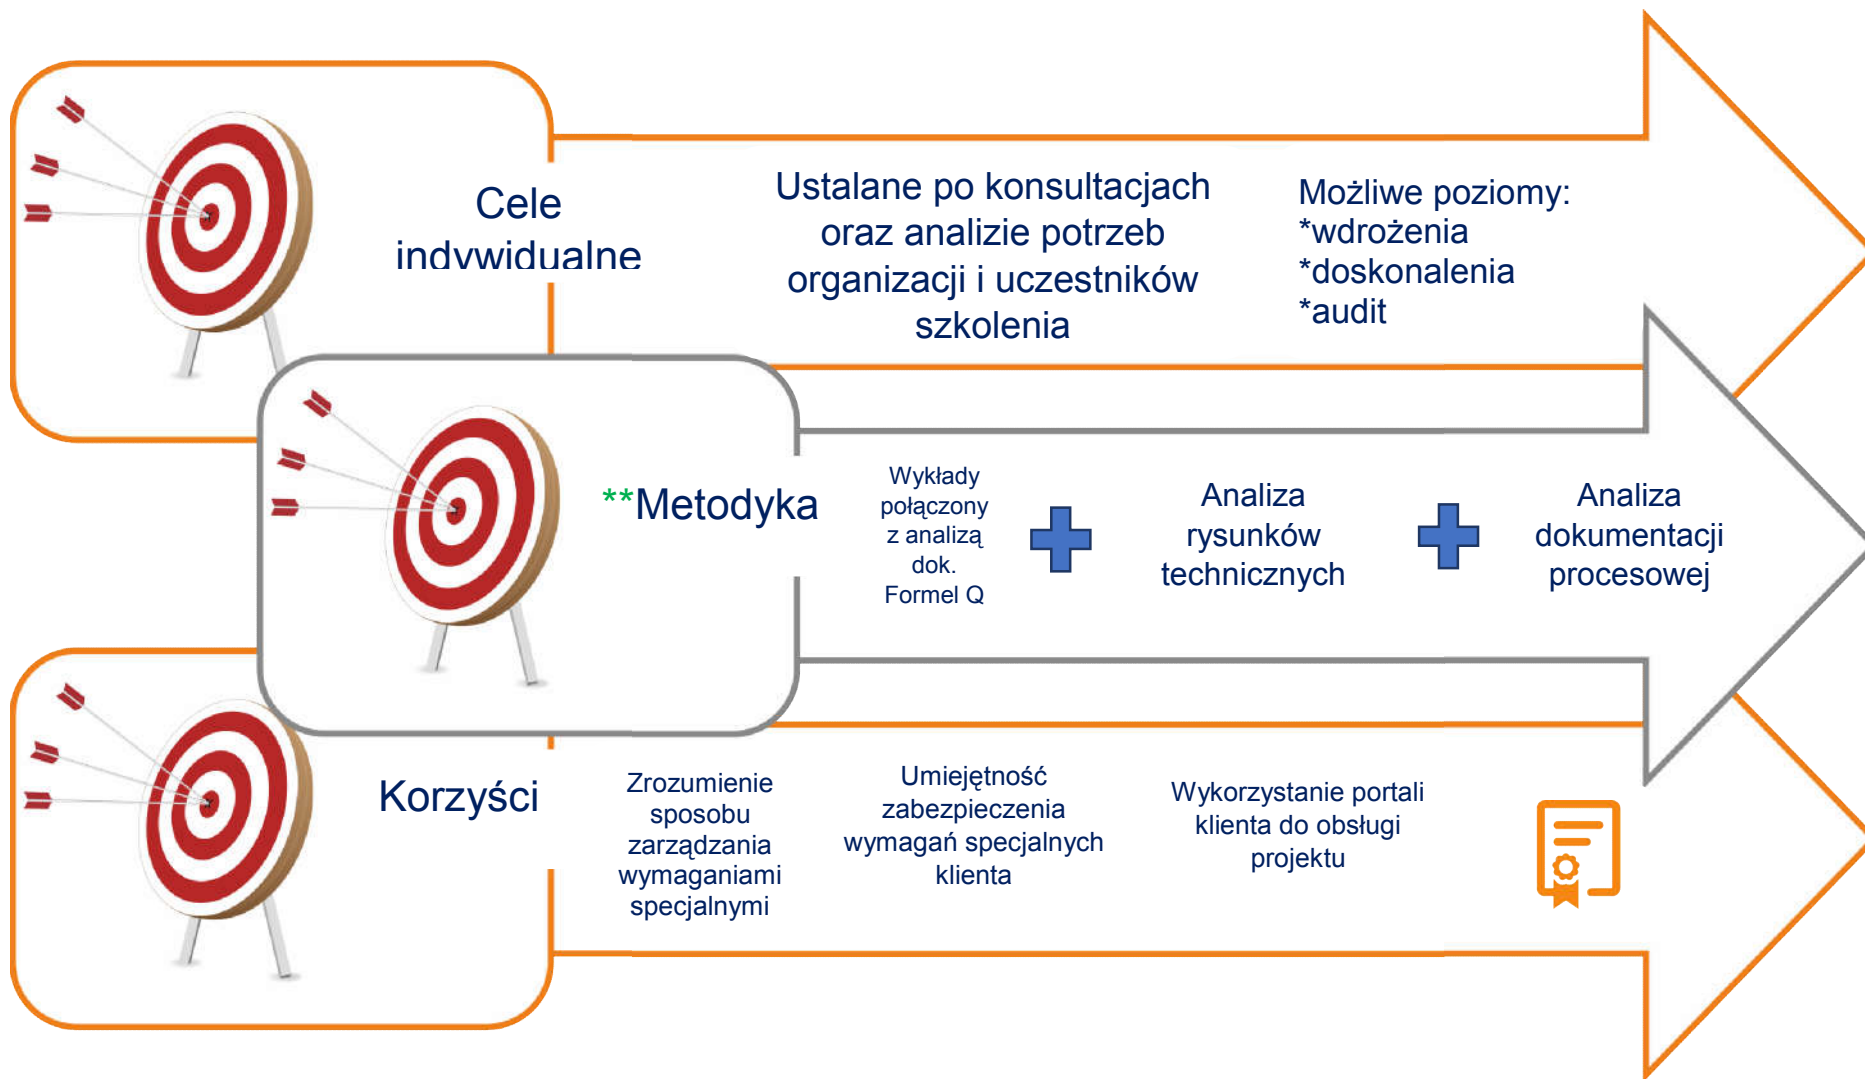 Cele
indywidualne
Ustalane po konsultacjach
oraz analizie potrzeb
organizacji i uczestników
szkolenia
Możliwe poziomy:
*wdrożenia
*doskonalenia
*audit
**Metodyka
Wykłady
połączony
z analizą
dok.
Formel Q
Analiza
rysunków
technicznych
Analiza
dokumentacji
procesowej
Korzyści
Zrozumienie
sposobu
zarządzania
wymaganiami
specjalnymi
Umiejętność
zabezpieczenia
wymagań specjalnych
klienta
Wykorzystanie portali
klienta do obsługi
projektu